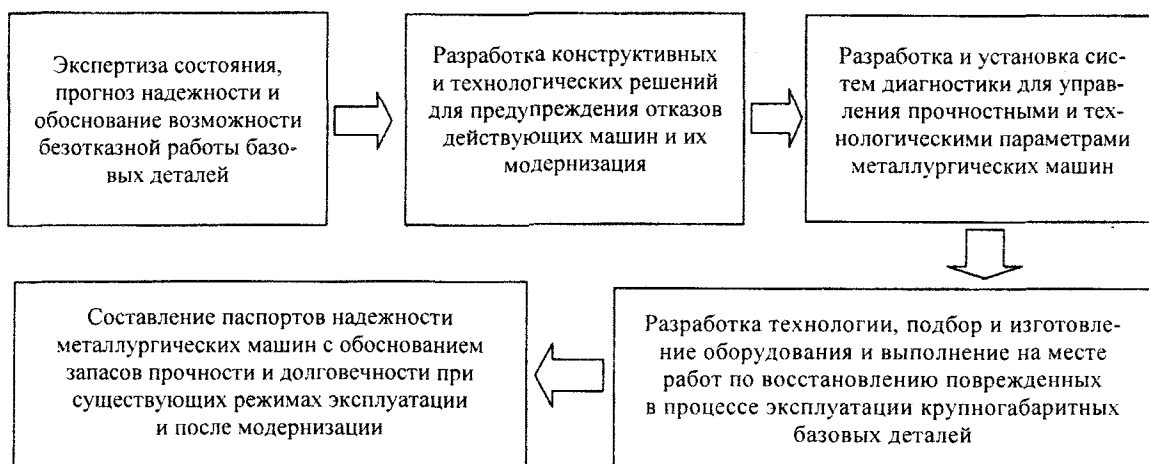 Экспертиза состояния,
прогноз надежности и
обоснование возможности
безотказной работы базо-
вых деталей
Разработка конструктивных
и технологических решений
для предупреждения отказов
действующих машин и их
модернизация
Разработка и установка сис-
тем диагностики для управ-
ления прочностными и тех-
нологическими параметрами
металлургических машин
Разработка технологии, подбор и изготовле-
ние оборудования и выполнение на месте
работ по восстановлению поврежденных
в процессе эксплуатации крупногабаритных
базовых деталей
Составление паспортов надежности
металлургических машин с обоснованием
запасов прочности и долговечности при
существующих режимах эксплуатации
и после модернизации